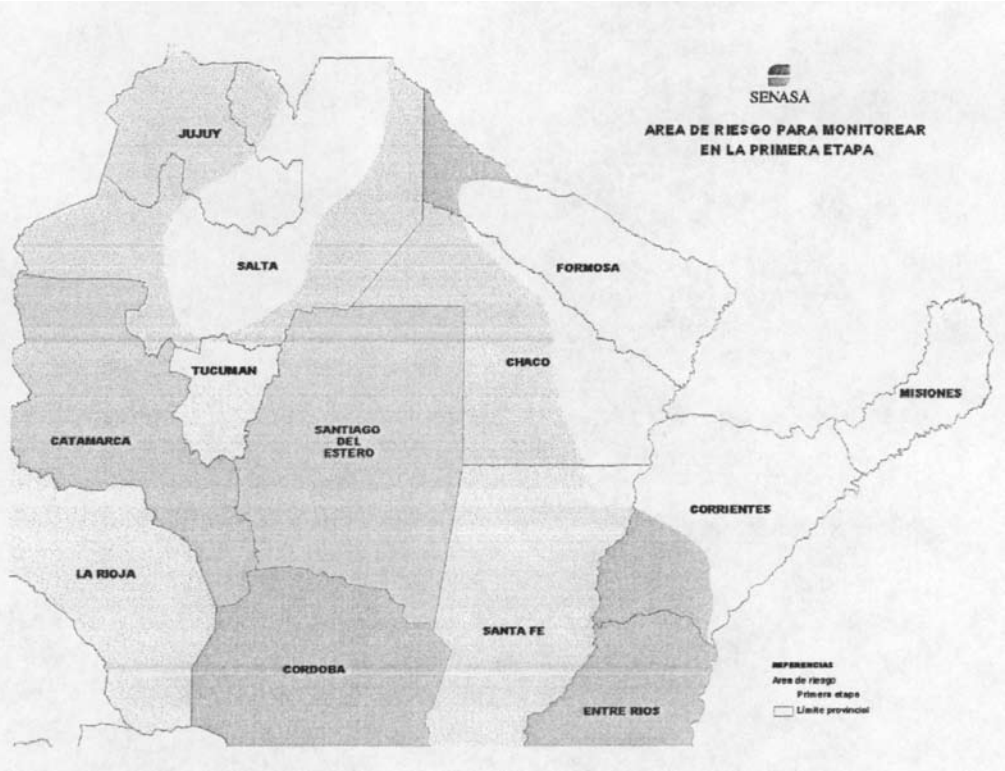 SENASA
AREA DE RIESGO PARA MONITOREAR
EN LA PRIMERA ETAPA
JUJUY
SALTA
FORMOSA
TUCUMAN
CHACO
MISIONES
CATAMARCA
SANTIAGO
DEL
ESTERO
CORRIENTES
LA RIOJA
SANTA FE
CORDOBA
ENTRE RIOS
REFERENCIAS
Area de riesgo
Primera etapa
Límite provincial